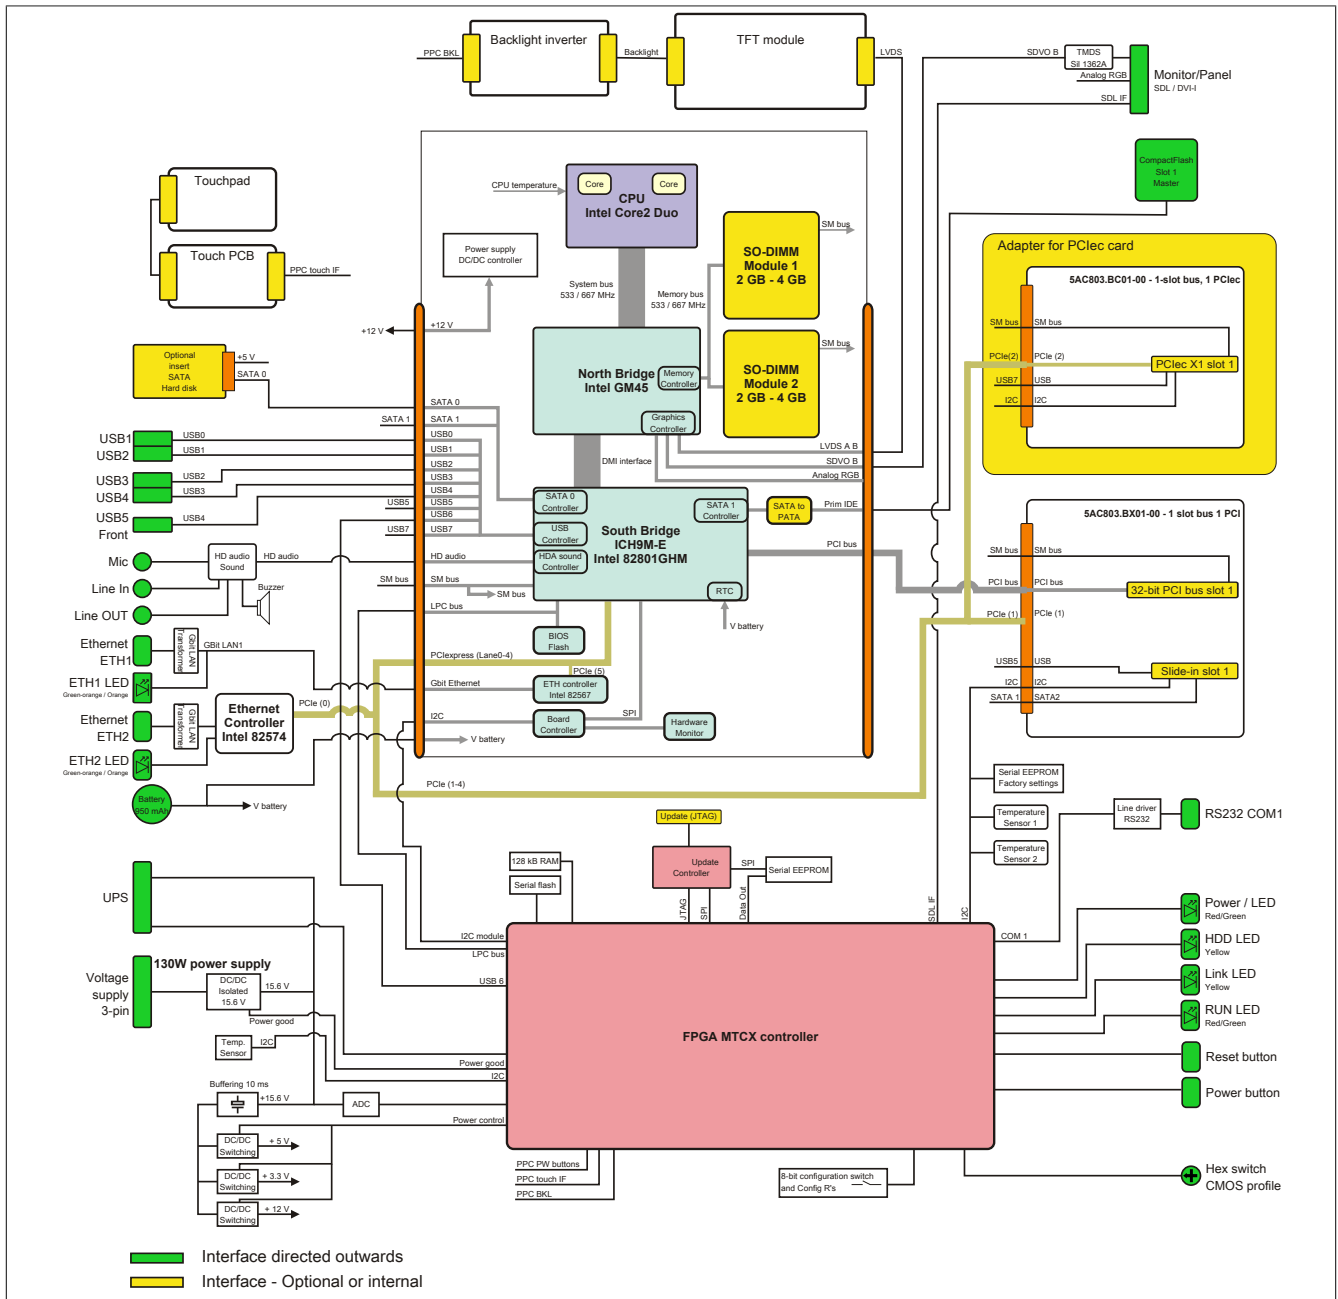 Backlight inverter
TFT module
PPC BKL
Backlight
LVDS
SDVO B
TMDS
Sil 1362A
Analog RGB
SDL IF
Monitor/Panel
SDL / DVI-I
CompactFlash
Slot 1
Master
Touchpad
Touch PCB
PPC touch IF
CPU temperature
Core
Core
CPU
Intel Core2 Duo
Power supply
DC/DC controller
System bus
533 / 667 MHz
Memory bus
533 / 667 MHz
SO-DIMM
Module 1
2 GB - 4 GB
SM bus
SO-DIMM
Module 2
2 GB - 4 GB
SM bus
+12 V
+12 V
North Bridge
Intel GM45
Memory
Controller
Graphics
Controller
DMI interface
LVDS A B
SDVO B
Analog RGB
Adapter for PCIec card
5AC803.BC01-00 - 1-slot bus, 1 PCIec
SM bus
SM bus
PCIe(2)
PCIe (2)
PCIec X1 slot 1
USB7
USB
I2C
I2C
Optional
insert
SATA
Hard disk
+5 V
SATA 0
SATA 0
SATA 1
SATA 1
USB0
USB1
USB2
USB3
USB4
USB5
USB5
USB6
USB7
USB7
USB1
USB0
USB2
USB1
USB3
USB2
USB4
USB3
USB5
Front
USB4
SATA 0
Controller
USB
Controller
HDA sound
Controller
South Bridge
ICH9M-E
Intel 82801GHM
SATA 1
Controller
RTC
V battery
SATA to
PATA
Prim IDE
PCI bus
Mic
Line In
Line OUT
HD audio
Sound
HD audio
HD audio
Buzzer
SM bus
SM bus
SM bus
LPC bus
BIOS
Flash
5AC803.BX01-00 - 1 slot bus 1 PCI
SM bus
SM bus
PCI bus
PCI bus
32-bit PCI bus slot 1
PCIe (1)
PCIe (1)
USB5
USB
Slide-in slot 1
I2C
I2C
SATA 1
SATA2
Ethernet
ETH1
Gbit LAN
Transformer
GBit LAN1
ETH1 LED
Green-orange / Orange
Ethernet
ETH2
Gbit LAN
Transformer
ETH2 LED
Green-orange / Orange
Ethernet
Controller
Intel 82574
PCIe (0)
PCIexpress (Lane0-4)
PCIe (5)
Gbit Ethernet
ETH controller
Intel 82567
I2C
Board
Controller
SPI
Hardware
Monitor
V battery
Battery
950 mAh
V battery
PCIe (1-4)
Serial EEPROM
Factory settings
Temperature
Sensor 1
Temperature
Sensor 2
Line driver
RS232
RS232 COM1
Update (JTAG)
Update
Controller
SPI
Serial EEPROM
128 kB RAM
Serial flash
JTAG
SPI
Data Out
SDL IF
I2C
UPS
Voltage
supply
3-pin
130W power supply
DC/DC
Isolated
15.6 V
15.6 V
Power good
Temp.
Sensor
I2C
I2C module
LPC bus
USB 6
COM 1
FPGA MTCX controller
Power good
I2C
Power control
Power / LED
Red/Green
HDD LED
Yellow
Link LED
Yellow
RUN LED
Red/Green
Reset button
Power button
Buffering 10 ms
+15.6 V
ADC
DC/DC
Switching
+ 5 V
DC/DC
Switching
+ 3.3 V
DC/DC
Switching
+ 12 V
PPC PW buttons
PPC touch IF
PPC BKL
8-bit configuration switch
and Config R's
Hex switch
CMOS profile
Interface directed outwards
Interface - Optional or internal